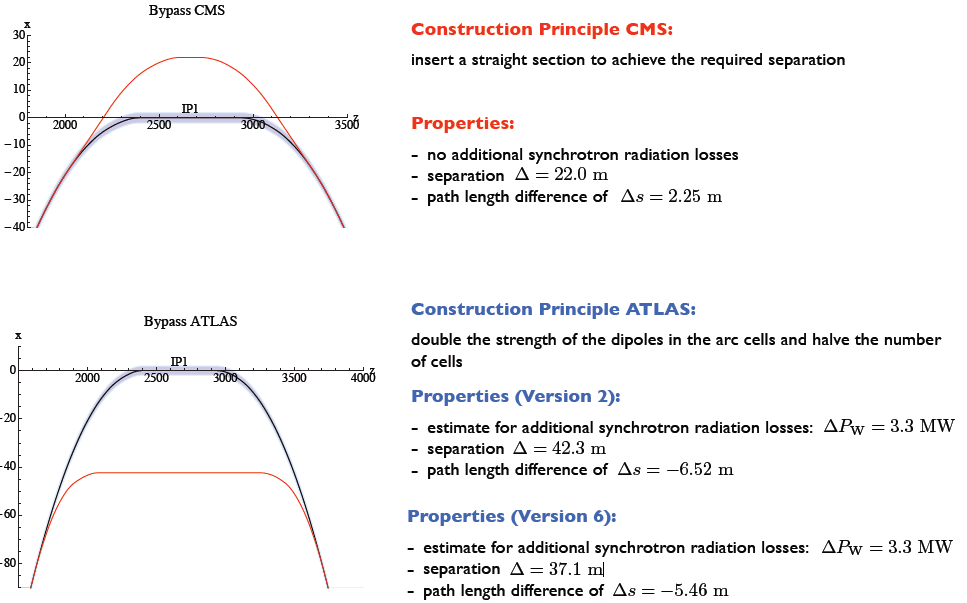 Bypass CMS
x
30
20
10
0
−10
−20
−30
−40
IP1
2000
2500
3000
3500
z
Construction Principle CMS:
insert a straight section to achieve the required separation
Properties:
- no additional synchrotron radiation losses
- separation Δ = 22.0 m
- path length difference of Δs = 2.25 m
Bypass ATLAS
x
0
-20
-40
-60
-80
IP1
2000
2500
3000
3500
4000
z
Construction Principle ATLAS:
double the strength of the dipoles in the arc cells and halve the number
of cells
Properties (Version 2):
- estimate for additional synchrotron radiation losses: ΔPW = 3.3 MW
- separation Δ = 42.3 m
- path length difference of Δs = −6.52 m
Properties (Version 6):
- estimate for additional synchrotron radiation losses: ΔPW = 3.3 MW
- separation Δ = 37.1 m
- path length difference of Δs = −5.46 m